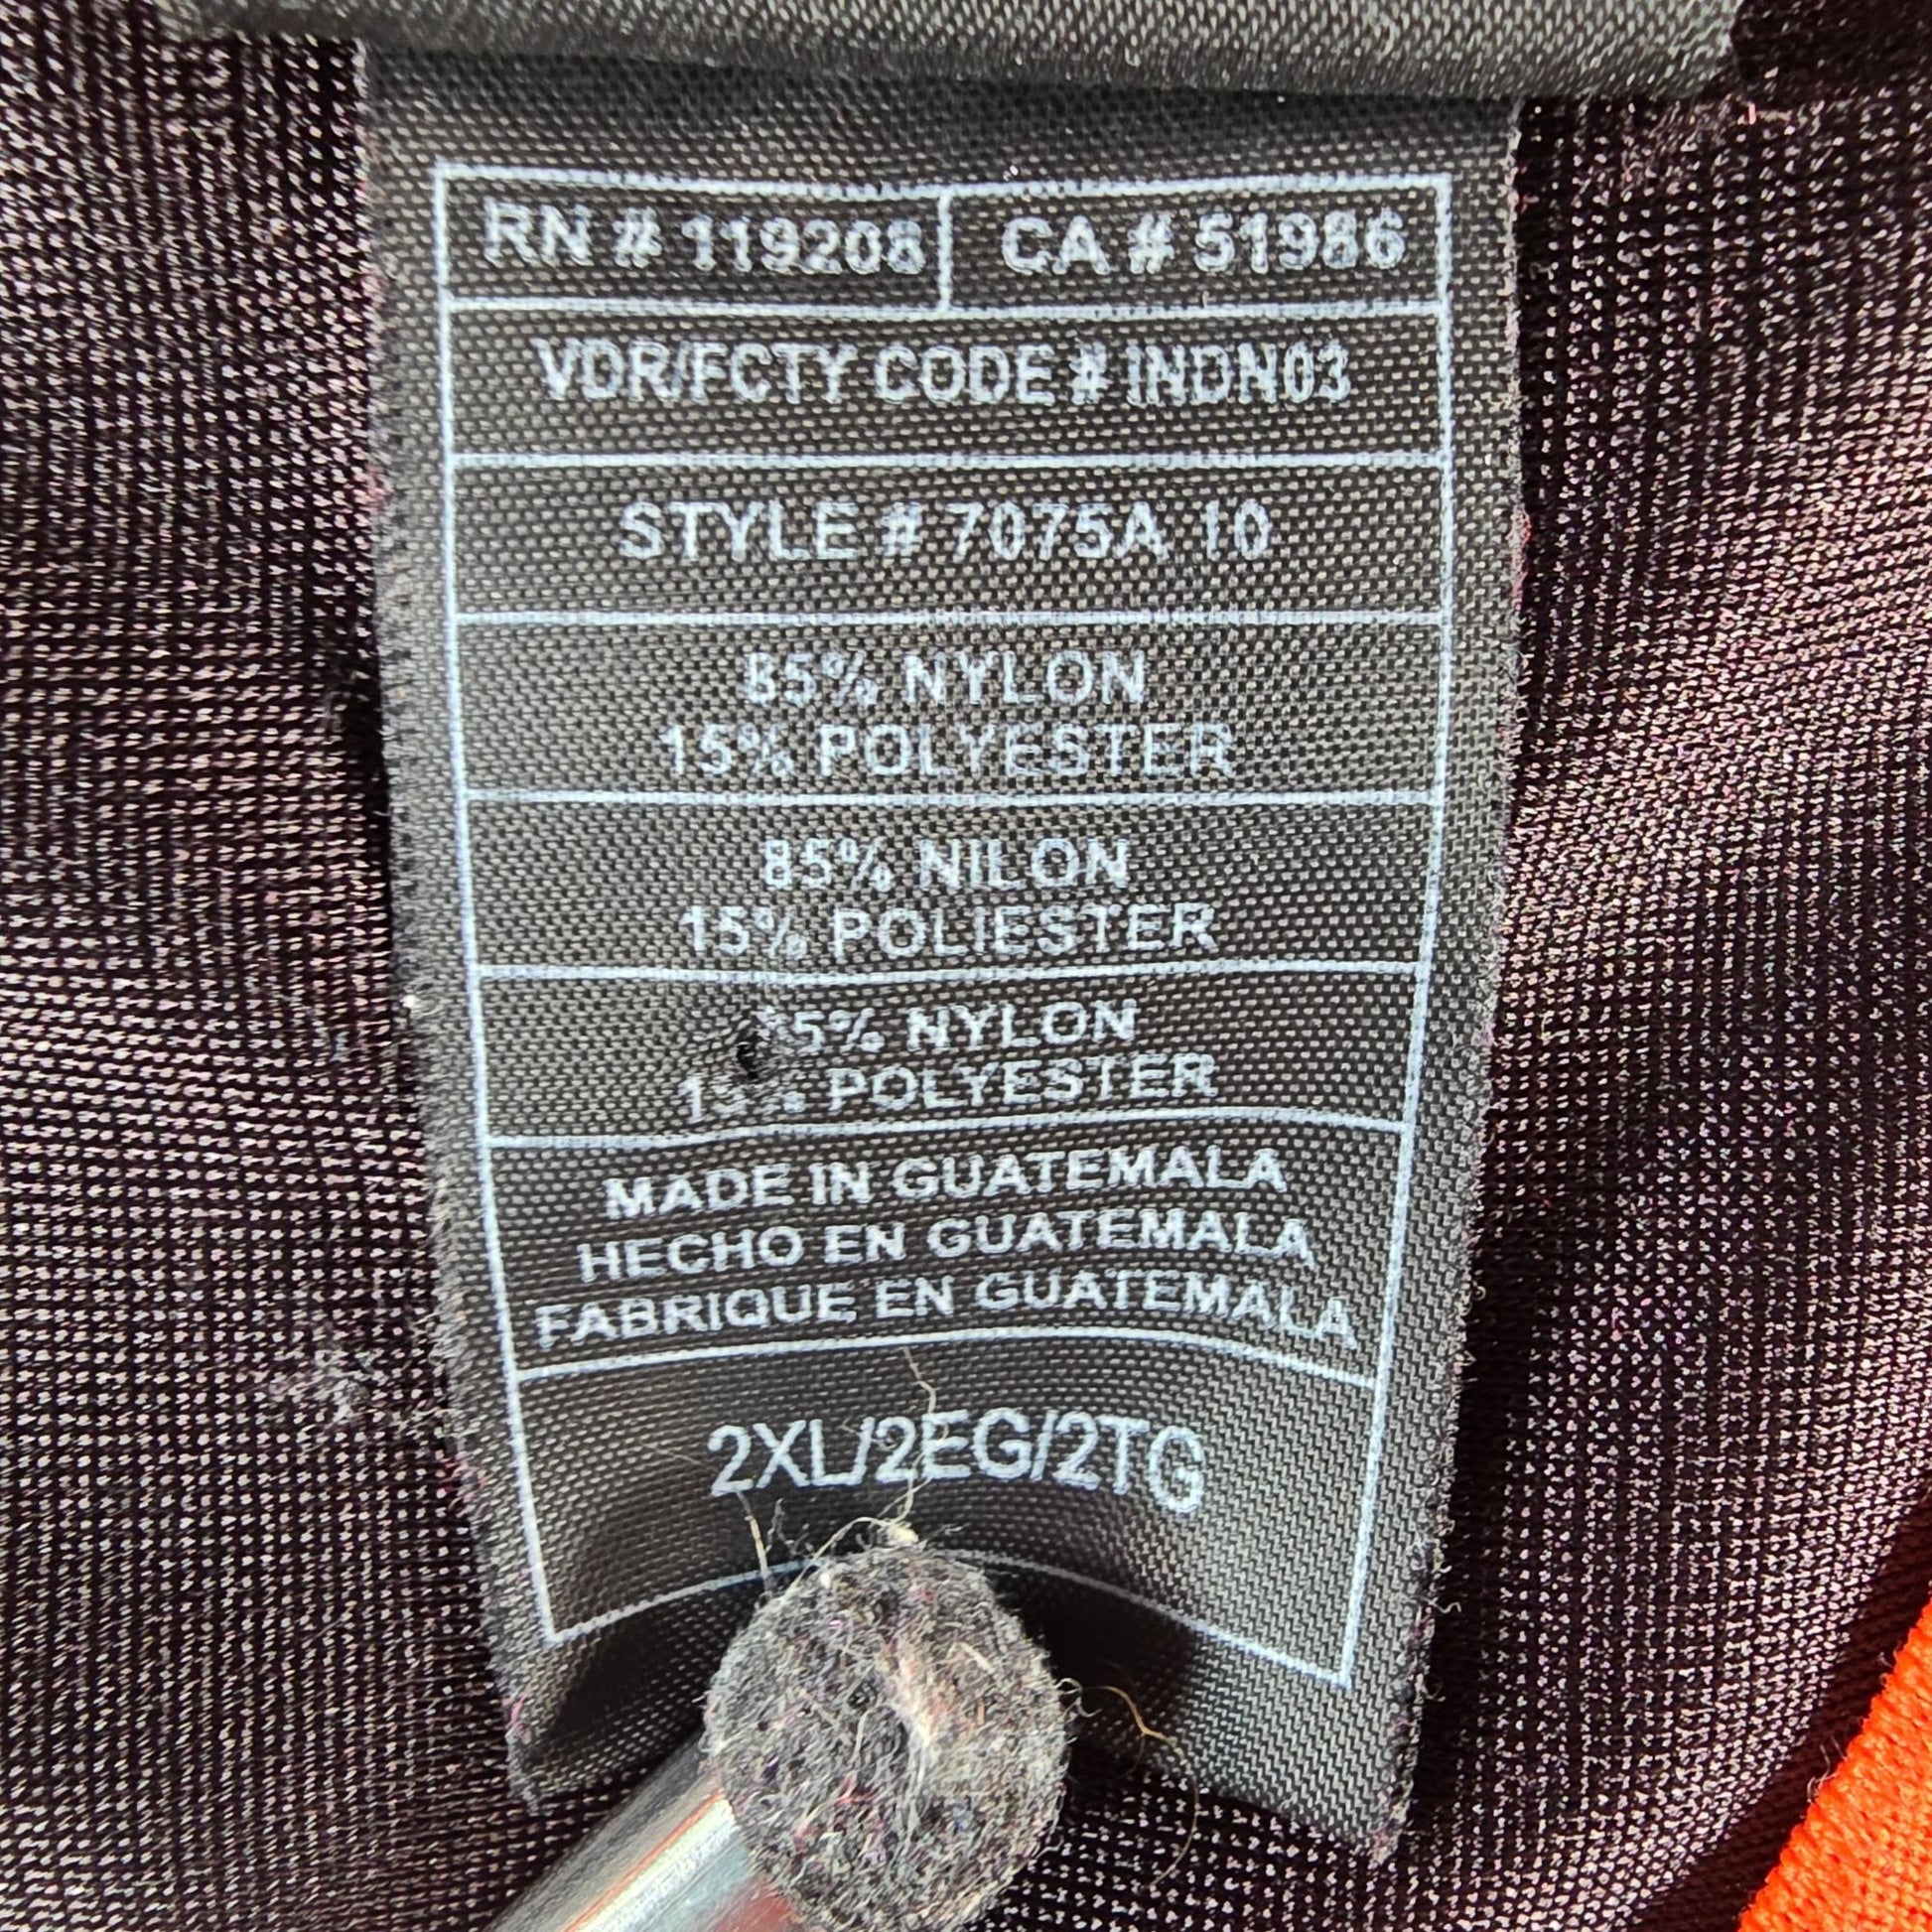 RN # 119208 CA # 51986
VDR/FCTY CODE # INDN03
STYLE # 7075A 10
85% NYLON
15% POLYESTER
85% NILON
15% POLIESTER
NYLON
POLYESTER
MADE IN GUATEMALA
HECHO EN GUATEMALA
FABRIQUE EN GUATEMALA
2XL/2EG/2TG